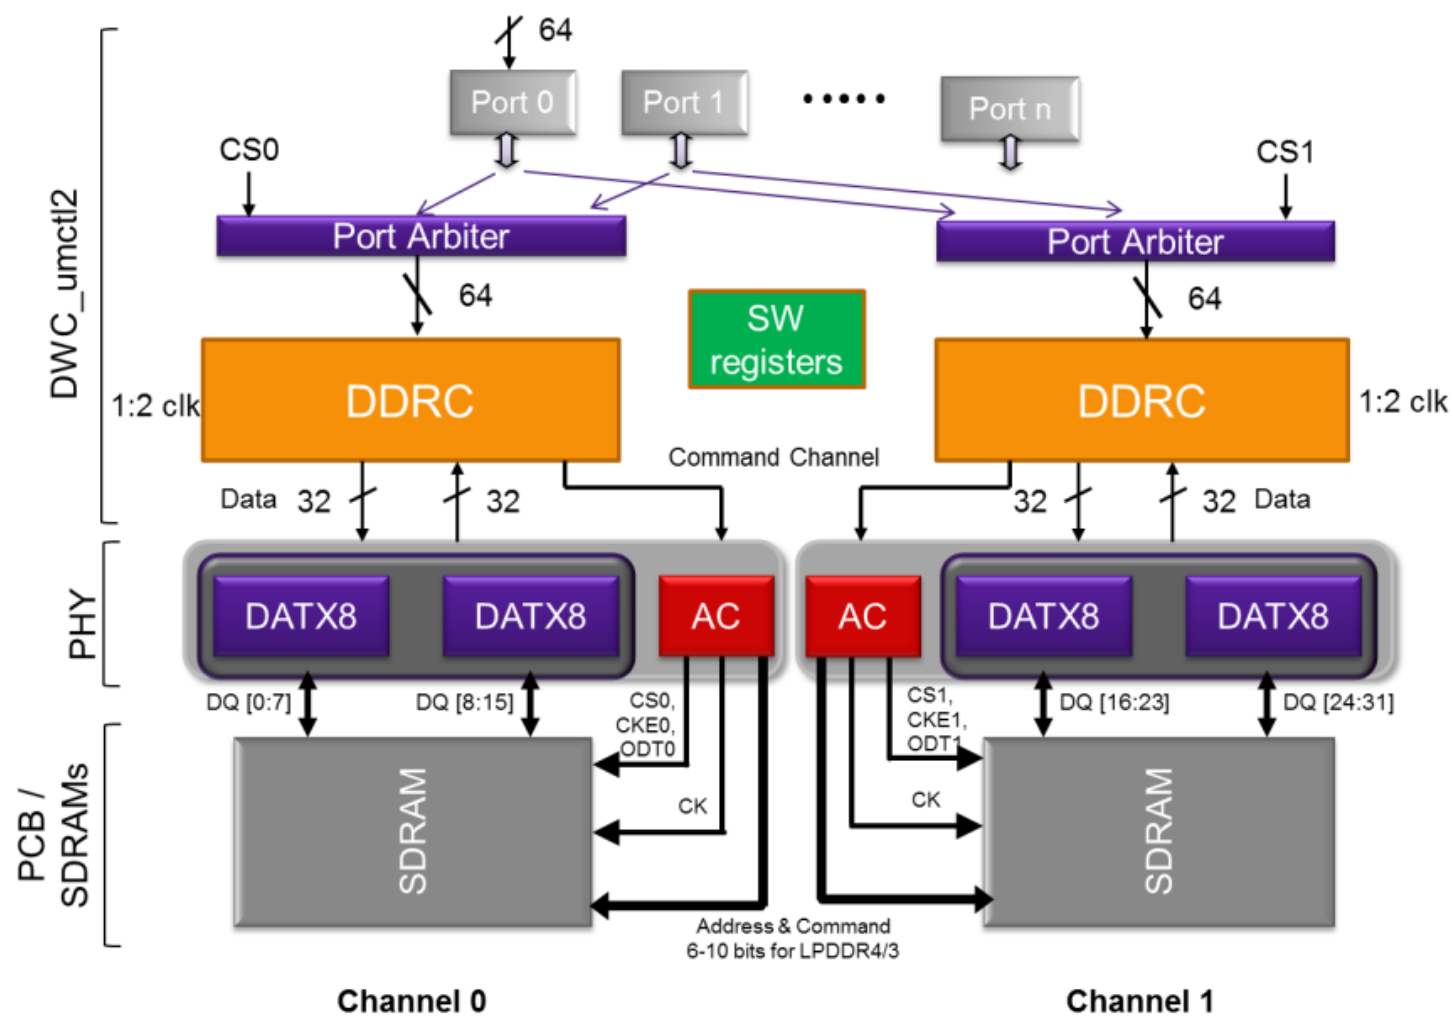 64
Port 0
Port 1
Port n
CS0
CS1
Port Arbiter
Port Arbiter
64
64
SW
registers
DWC_umctl2
DDRC
DDRC
1:2 clk
1:2 clk
Command Channel
Data
32
32
32
32
Data
PHY
DATX8
DATX8
AC
AC
DATX8
DATX8
DQ [0:7]
DQ [8:15]
CS0,
CKE0,
ODT0
CS1,
CKE1,
ODT1
DQ [16:23]
DQ [24:31]
PCB /
SDRAMs
SDRAM
CK
CK
SDRAM
Address & Command
6-10 bits for LPDDR4/3
Channel 0
Channel 1